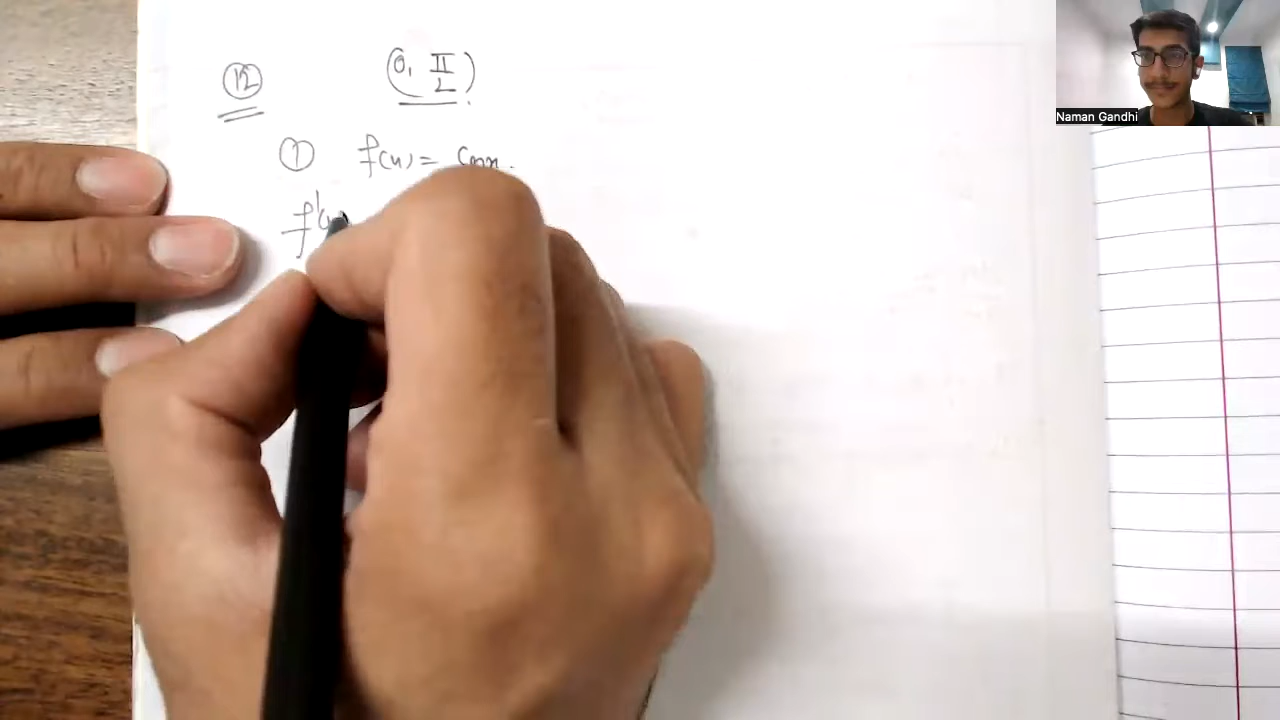 12 (0, π/2)
① f(x) = cos x.
f'(x
Naman Gandhi